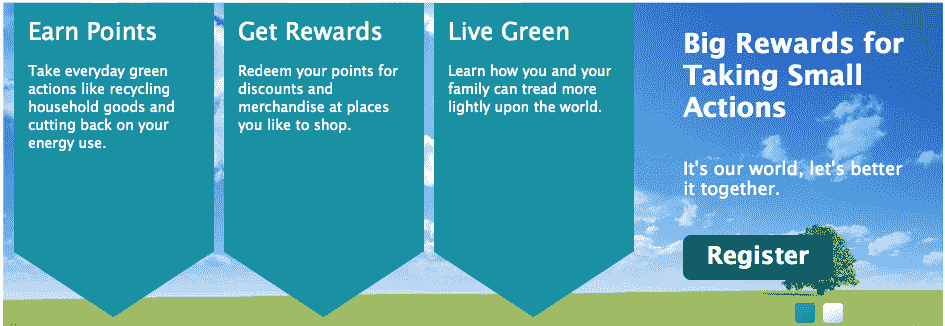 Earn Points
Take everyday green
actions like recycling
household goods and
cutting back on your
energy use.
Get Rewards
Redeem your points for
discounts and
merchandise at places
you like to shop.
Live Green
Learn how you and your
family can tread more
lightly upon the world.
Big Rewards for
Taking Small
Actions
It's our world, let's better
it together.
Register